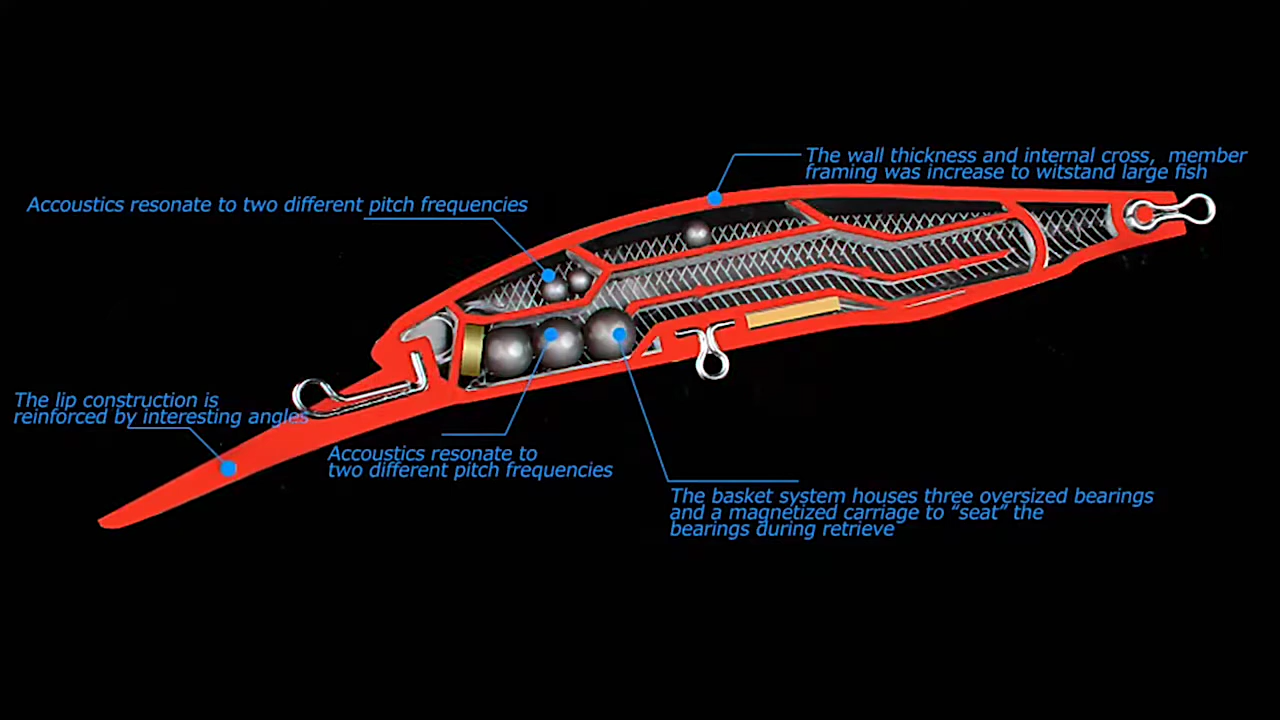 The wall thickness and internal cross, member
framing was increase to witstand large fish
Accoustics resonate to two different pitch frequencies
The lip construction is
reinforced by interesting angles
Accoustics resonate to
two different pitch frequencies
The basket system houses three oversized bearings
and a magnetized carriage to “seat” the
bearings during retrieve